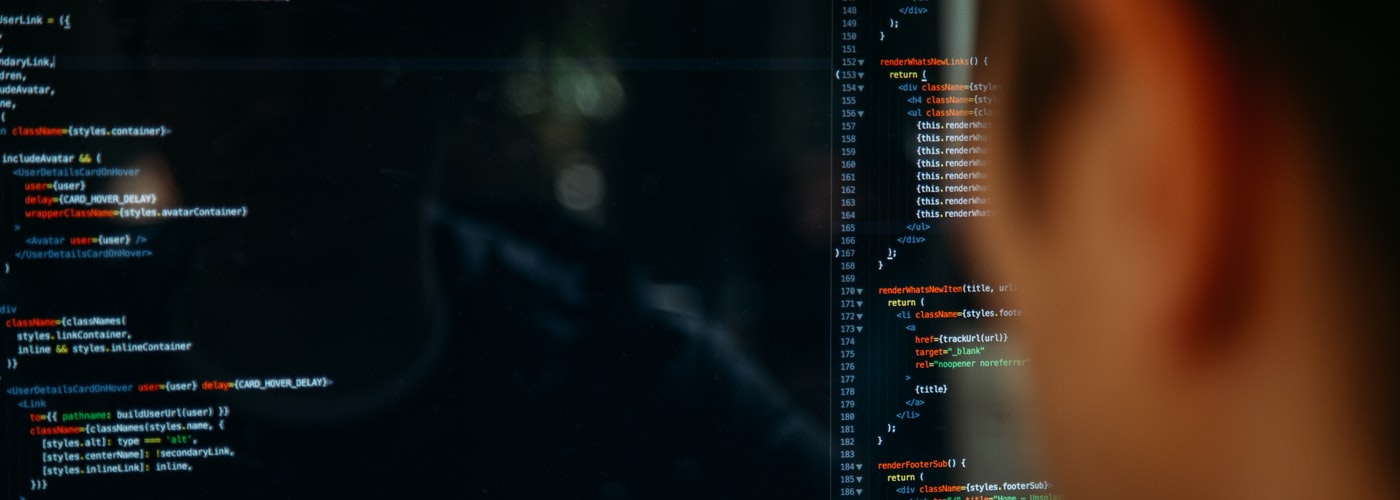 UserLink = ({
ndaryLink,
dren,
udeAvatar,
ne,
(
className={styles.container}>
includeAvatar && (
<UserDetailsCardOnHover
user={user}
delay={CARD_HOVER_DELAY}
wrapperClassName={styles.avatarContainer}
>
<Avatar user={user} />
</UserDetailsCardOnHover>
)
div
className={classNames(
styles.linkContainer,
inline && styles.inlineContainer
)}
<UserDetailsCardOnHover user={user} delay={CARD_HOVER_DELAY}>
<Link
to={{ pathname: buildUserUrl(user) }}
className={classNames(styles.name, {
[styles.alt]: type === 'alt',
[styles.centerName]: !secondaryLink,
[styles.inlineLink]: inline,
})}
>
148 </div>
149 );
150 }
151
152 renderWhatsNewLinks() {
153 return (
154 <div className={styles
155 <h4 className={sty
156 <ul className={cla
157 {this.renderWhat
158 {this.renderWhat
159 {this.renderWhat
160 {this.renderWhat
161 {this.renderWhat
162 {this.renderWhat
163 {this.renderWhat
164 {this.renderWhat
165 </ul>
166 </div>
167 );
168 }
169
170 renderWhatsNewItem(title, url
171 return (
172 <li className={styles.foote
173 <a
174 href={trackUrl(url)}
175 target="_blank"
176 rel="noopener noreferrer"
177 >
178 {title}
179 </a>
180 </li>
181 );
182 }
183
184 renderFooterSub() {
185 return (
186 <div className={styles.footerSub}>
title="Home – Unspla